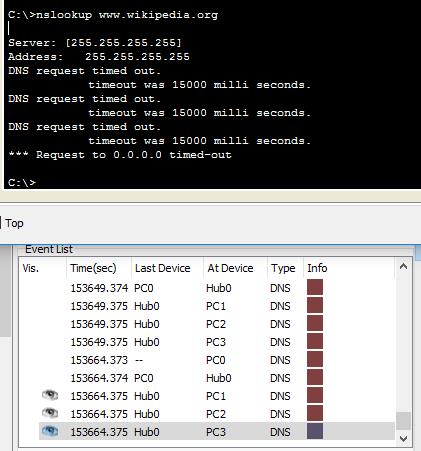 C:\>nslookup www.wikipedia.org
Server: [255.255.255.255]
Address: 255.255.255.255
DNS request timed out.
timeout was 15000 milli seconds.
DNS request timed out.
timeout was 15000 milli seconds.
DNS request timed out.
timeout was 15000 milli seconds.
*** Request to 0.0.0.0 timed-out
C:\>
Top
Event List
Vis. Time(sec) Last Device At Device Type Info
153649.374 PC0 Hub0 DNS
153649.375 Hub0 PC1 DNS
153649.375 Hub0 PC2 DNS
153649.375 Hub0 PC3 DNS
153664.373 -- PC0 DNS
153664.374 PC0 Hub0 DNS
153664.375 Hub0 PC1 DNS
153664.375 Hub0 PC2 DNS
153664.375 Hub0 PC3 DNS